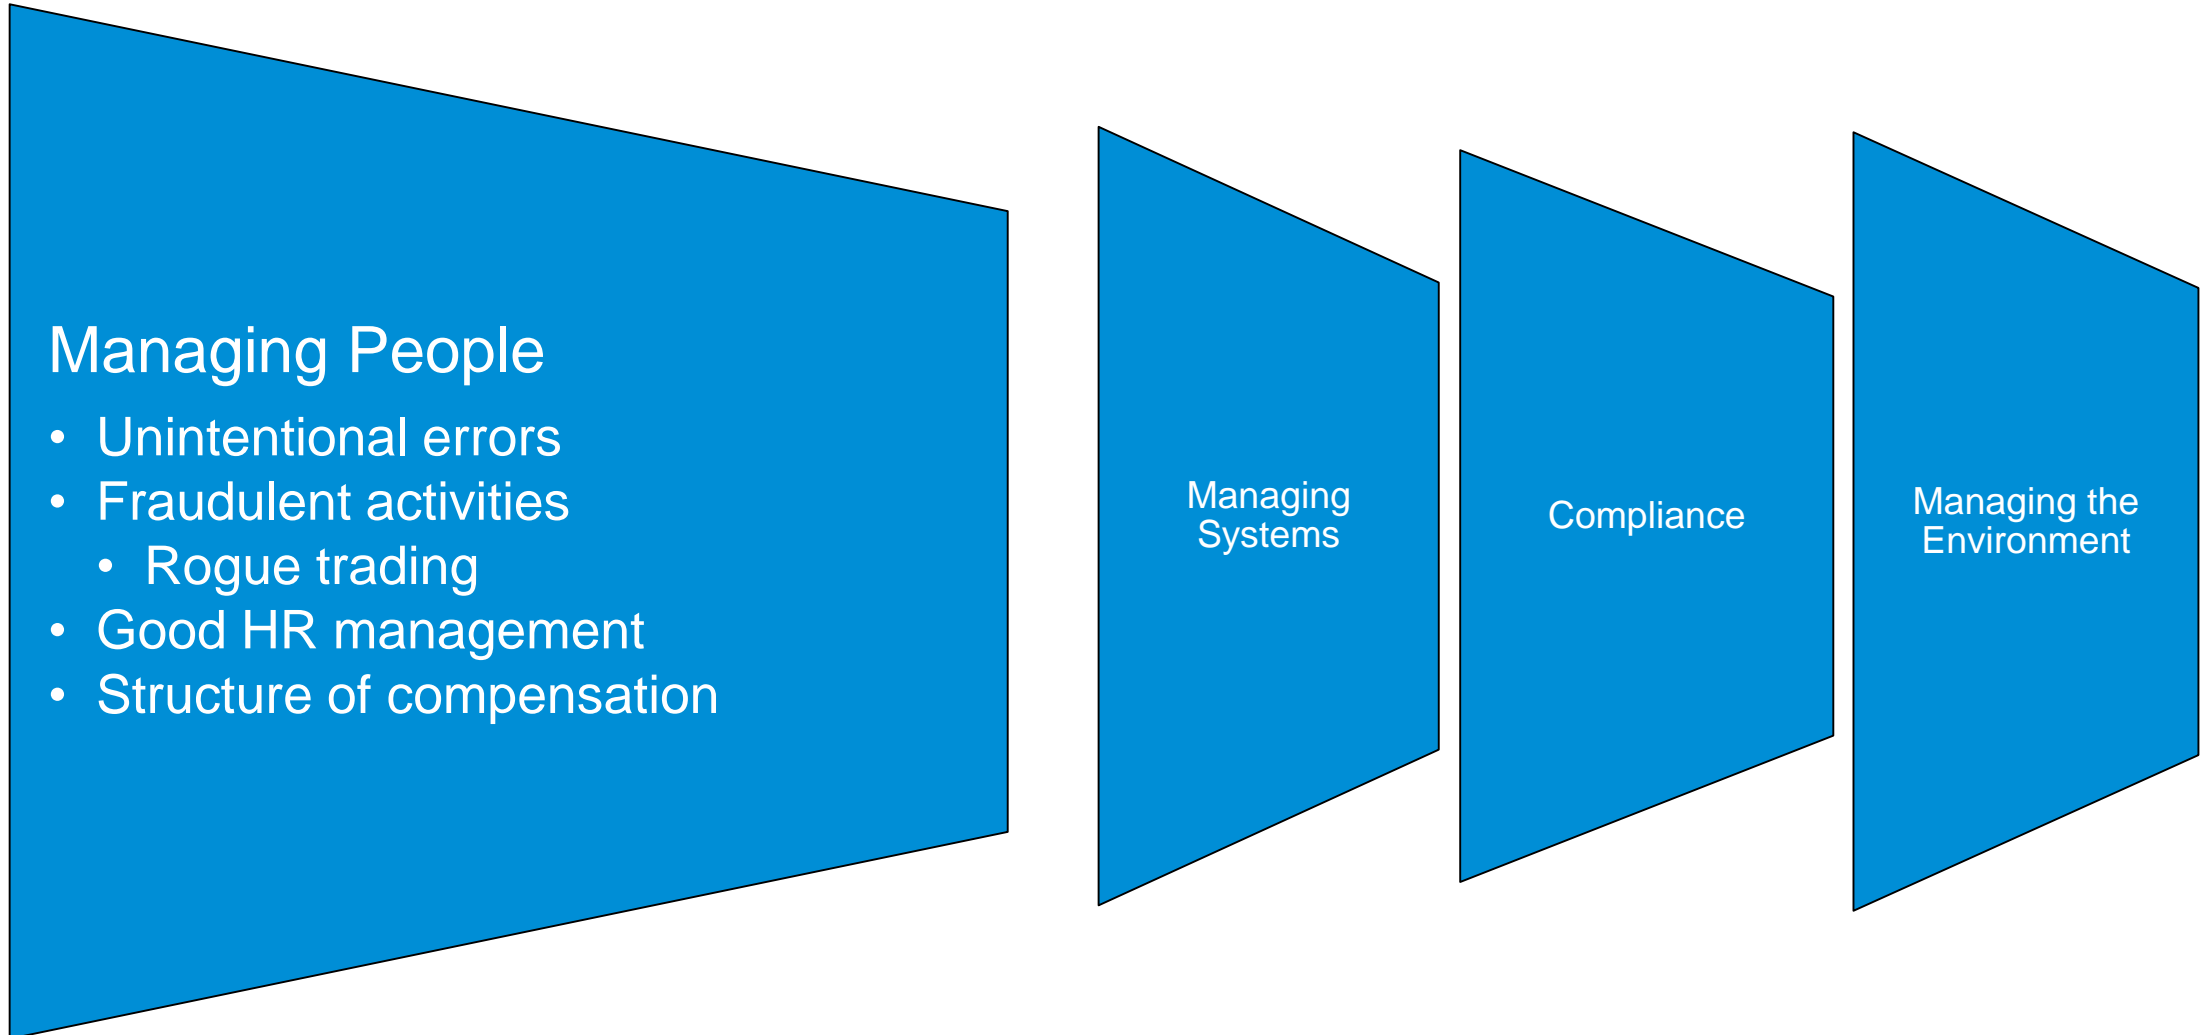 Managing People
• Unintentional errors
• Fraudulent activities
• Rogue trading
• Good HR management
• Structure of compensation
Managing
Systems
Compliance
Managing the
Environment